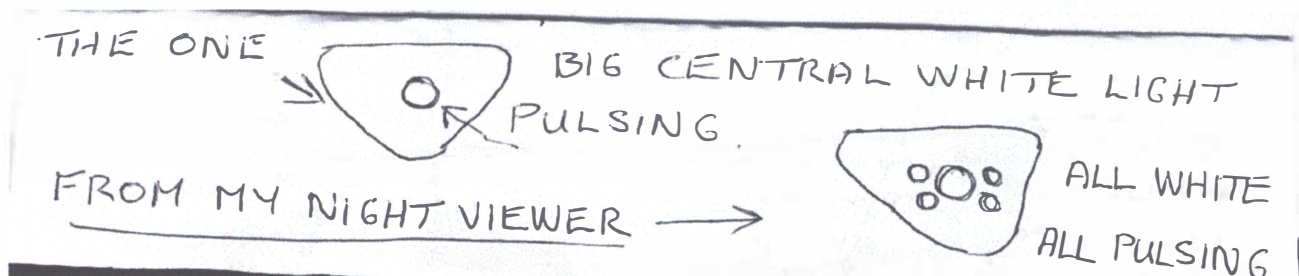 THE ONE
BIG CENTRAL WHITE LIGHT
PULSING.
FROM MY NIGHT VIEWER
ALL WHITE
ALL PULSING